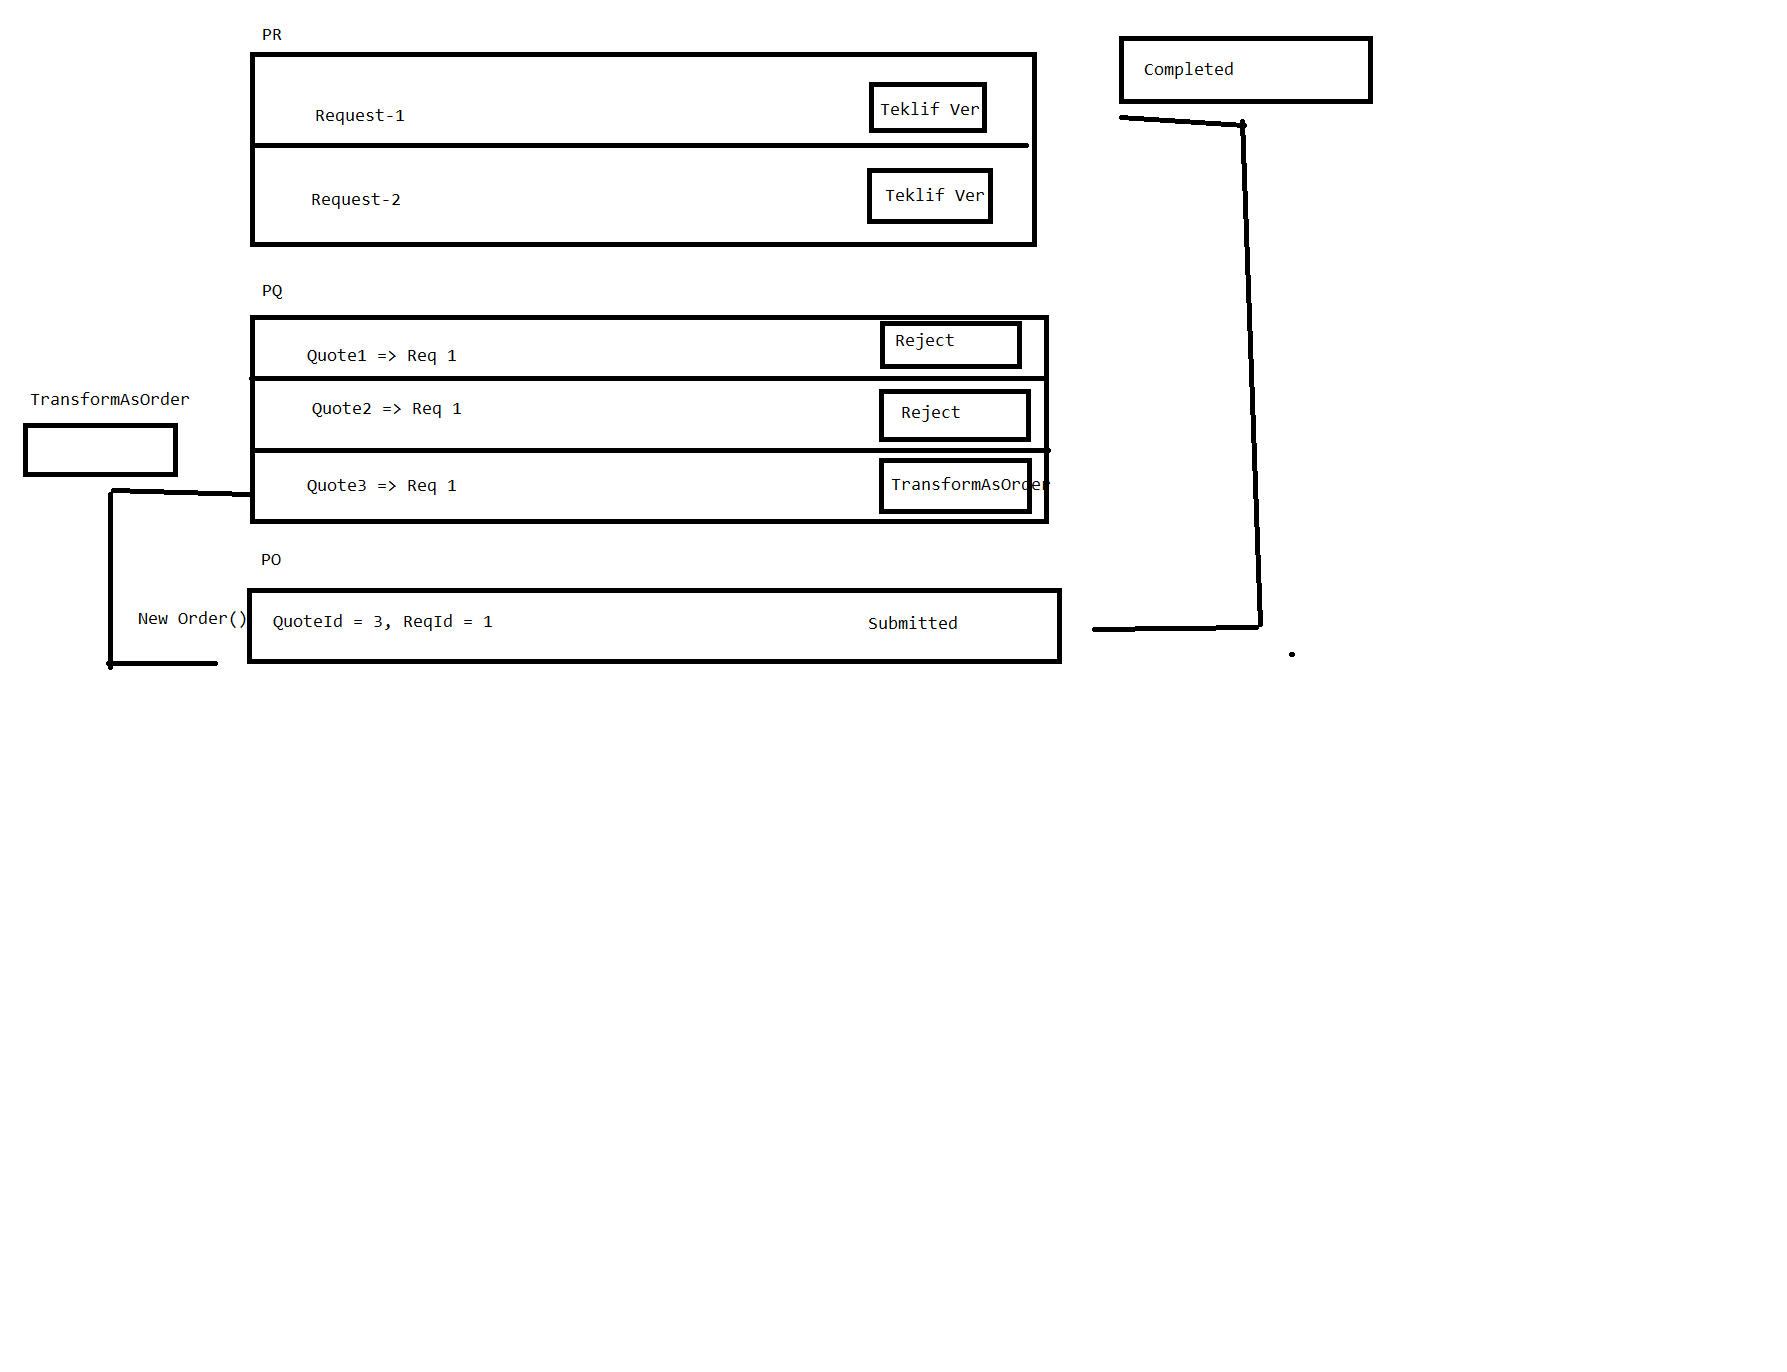 PR
Completed
Request-1
Teklif Ver
Request-2
Teklif Ver
PQ
Quote1 => Req 1
Reject
TransformAsOrder
Quote2 => Req 1
Reject
Quote3 => Req 1
TransformAsOrder
PO
New Order()
QuoteId = 3, ReqId = 1
Submitted